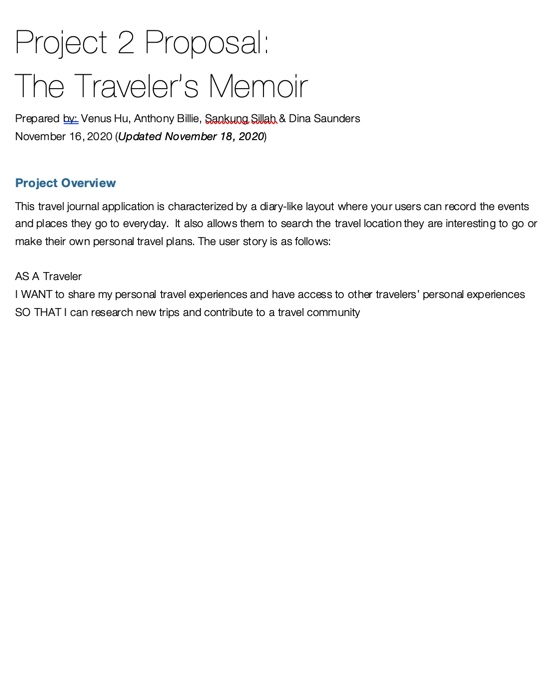 Project 2 Proposal:
The Traveler's Memoir
Prepared by: Venus Hu, Anthony Billie, Sankung Sillah & Dina Saunders
November 16, 2020 (Updated November 18, 2020)
Project Overview
This travel journal application is characterized by a diary-like layout where your users can record the events
and places they go to everyday. It also allows them to search the travel location they are interesting to go or
make their own personal travel plans. The user story is as follows:
AS A Traveler
I WANT to share my personal travel experiences and have access to other travelers' personal experiences
SO THAT I can research new trips and contribute to a travel community